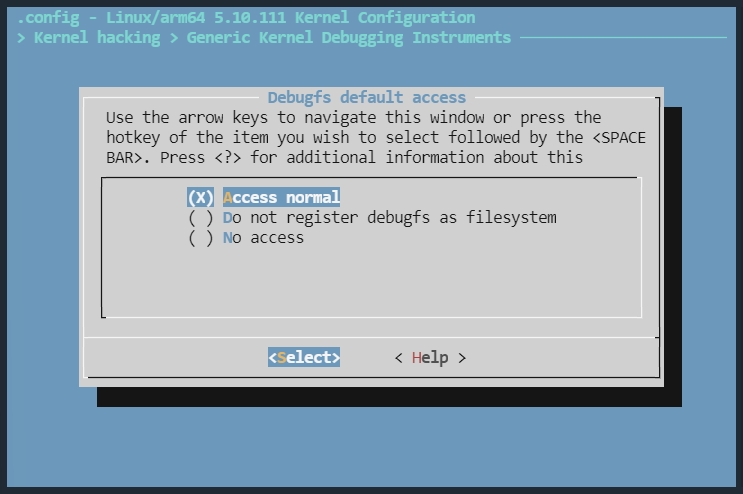 .config - Linux/arm64 5.10.111 Kernel Configuration
> Kernel hacking > Generic Kernel Debugging Instruments
Debugfs default access
Use the arrow keys to navigate this window or press the
hotkey of the item you wish to select followed by the <SPACE
BAR>. Press <?> for additional information about this
(X) Access normal
( ) Do not register debugfs as filesystem
( ) No access
<Select> < Help >